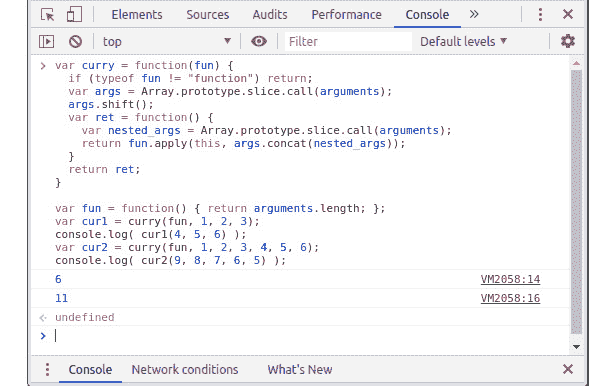 Elements Sources Audits Performance Console »
top Filter Default levels
> var curry = function(fun) {
if (typeof fun != "function") return;
var args = Array.prototype.slice.call(arguments);
args.shift();
var ret = function() {
var nested_args = Array.prototype.slice.call(arguments);
return fun.apply(this, args.concat(nested_args));
}
return ret;
}
var fun = function() { return arguments.length; };
var cur1 = curry(fun, 1, 2, 3);
console.log( cur1(4, 5, 6) );
var cur2 = curry(fun, 1, 2, 3, 4, 5, 6);
console.log( cur2(9, 8, 7, 6, 5) );
6 VM2058:14
11 VM2058:16
undefined
>
Console Network conditions What's New